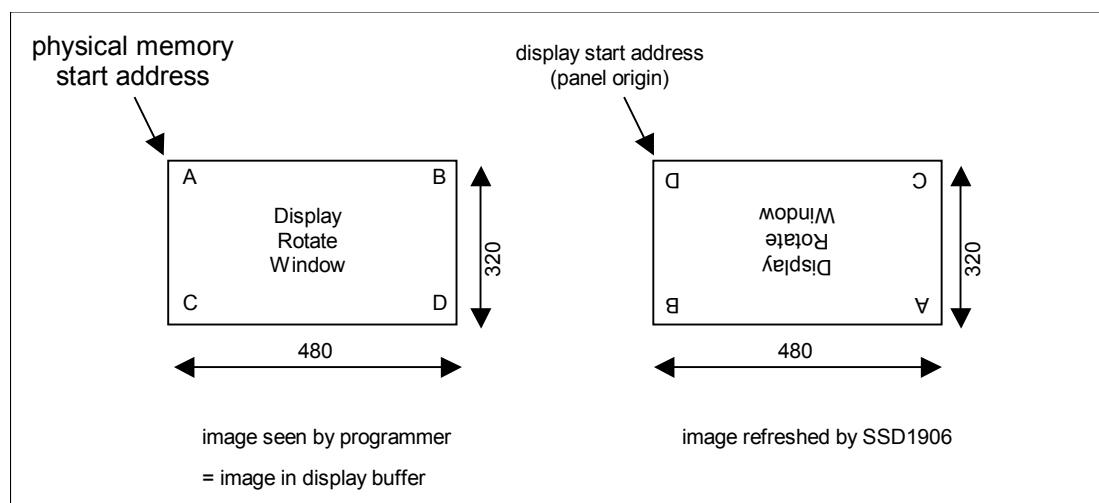 physical memory
start address
A
B
Display
Rotate
Window
C
D
320
480
image seen by programmer
= image in display buffer
display start address
(panel origin)
D
C
Window
Rotate
Display
B
A
320
480
image refreshed by SSD1906